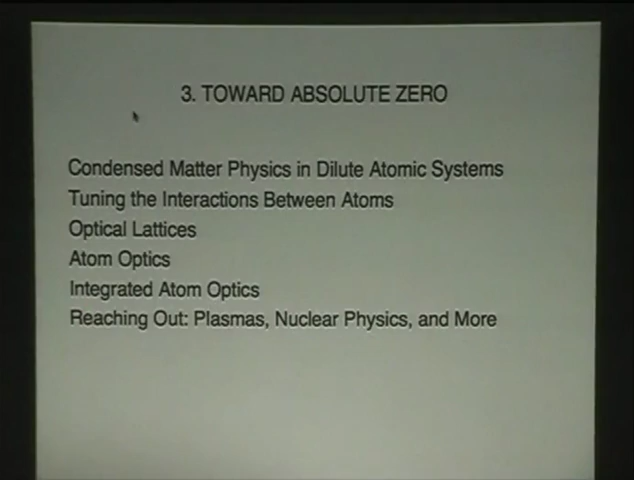 3. TOWARD ABSOLUTE ZERO
Condensed Matter Physics in Dilute Atomic Systems
Tuning the Interactions Between Atoms
Optical Lattices
Atom Optics
Integrated Atom Optics
Reaching Out: Plasmas, Nuclear Physics, and More